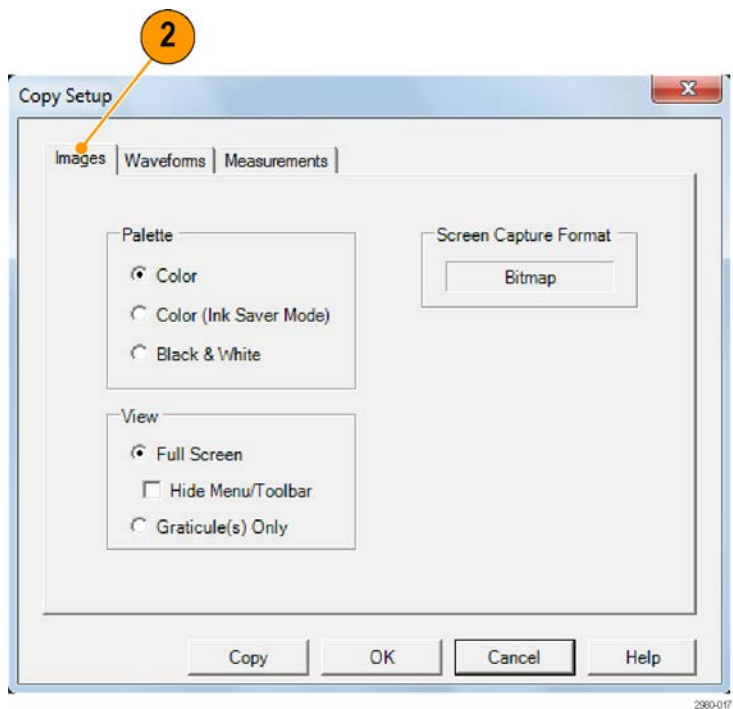 2
Copy Setup
X
Images Waveforms Measurements
Palette
Color
Color (Ink Saver Mode)
Black & White
Screen Capture Format
Bitmap
View
Full Screen
Hide Menu/Toolbar
Graticule(s) Only
Copy OK Cancel Help
2980-017